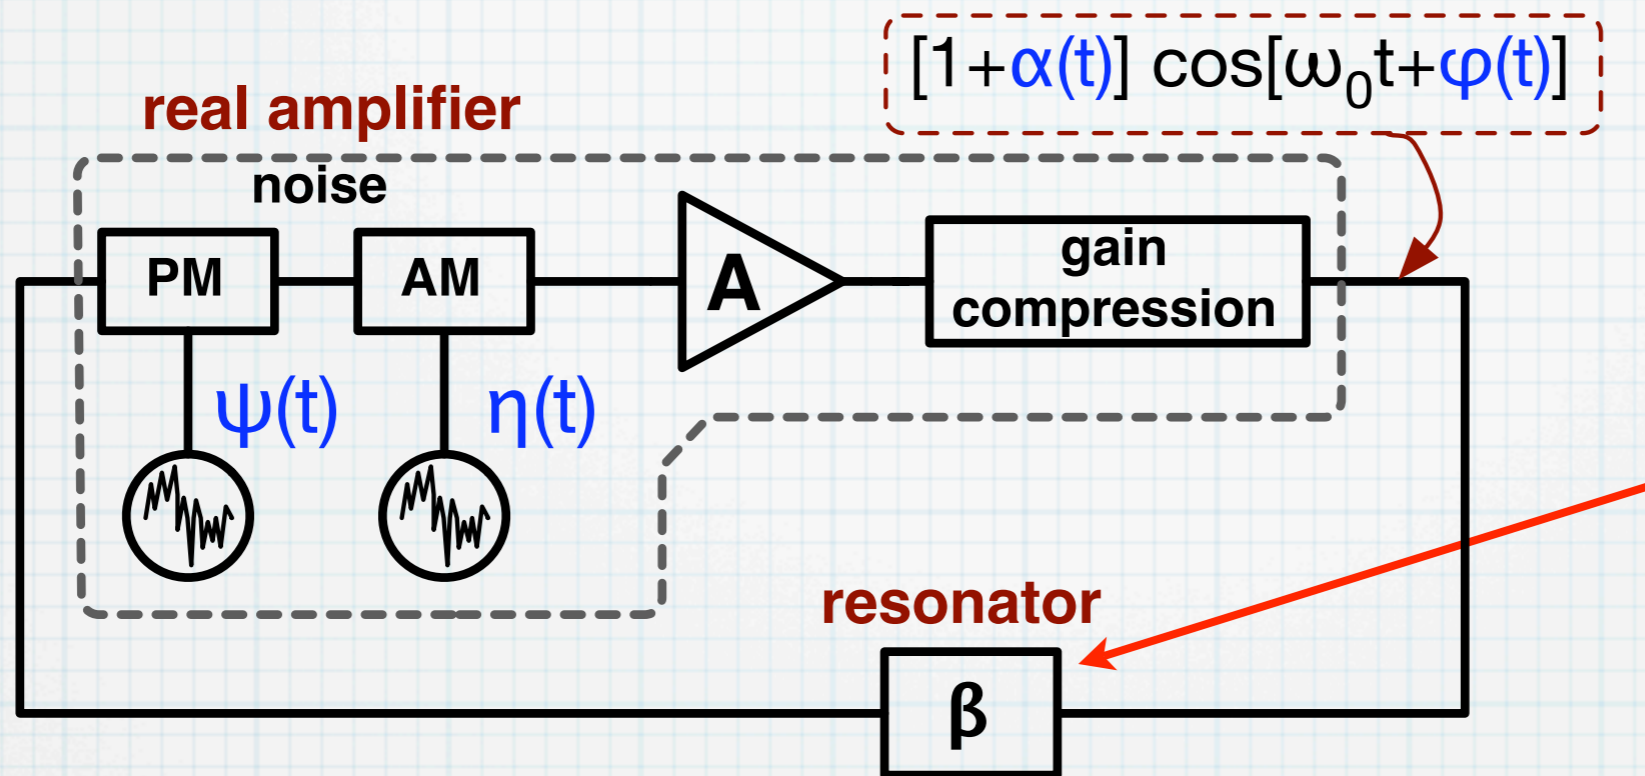 [1+α(t)] cos[ω₀t+φ(t)]
real amplifier
noise
PM
AM
A
gain
compression
ψ(t)
η(t)
resonator
β